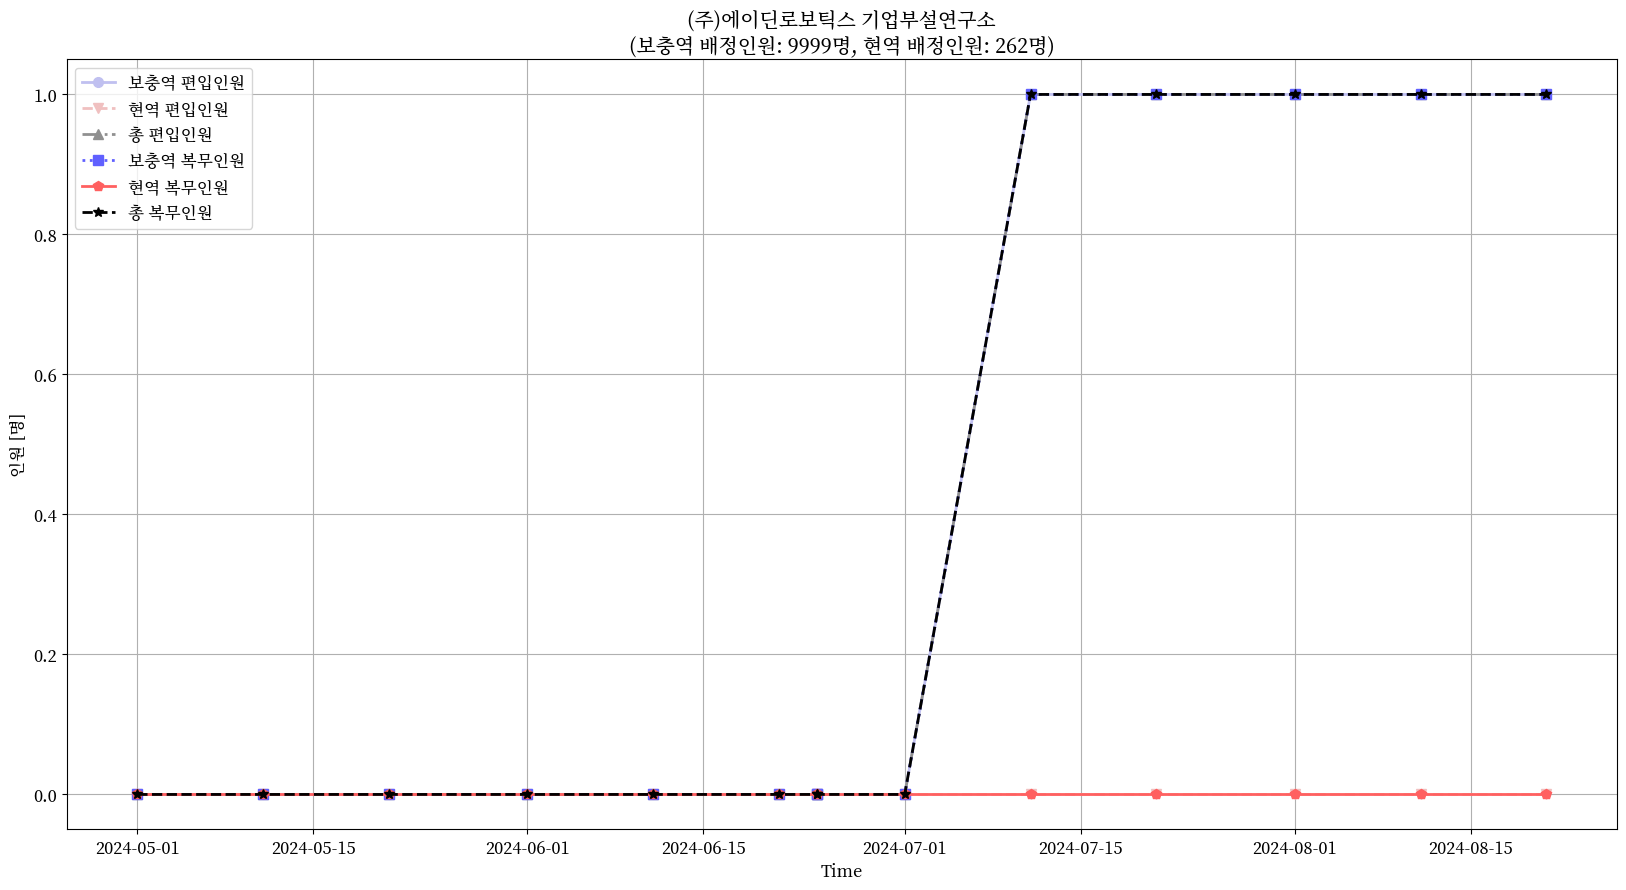 (주)에이딘로보틱스 기업부설연구소
(보충역 배정인원: 9999명, 현역 배정인원: 262명)
보충역 편입인원
현역 편입인원
총 편입인원
보충역 복무인원
현역 복무인원
총 복무인원
인원 [명]
1.0
0.8
0.6
0.4
0.2
0.0
2024-05-01 2024-05-15 2024-06-01 2024-06-15 2024-07-01 2024-07-15 2024-08-01 2024-08-15
Time